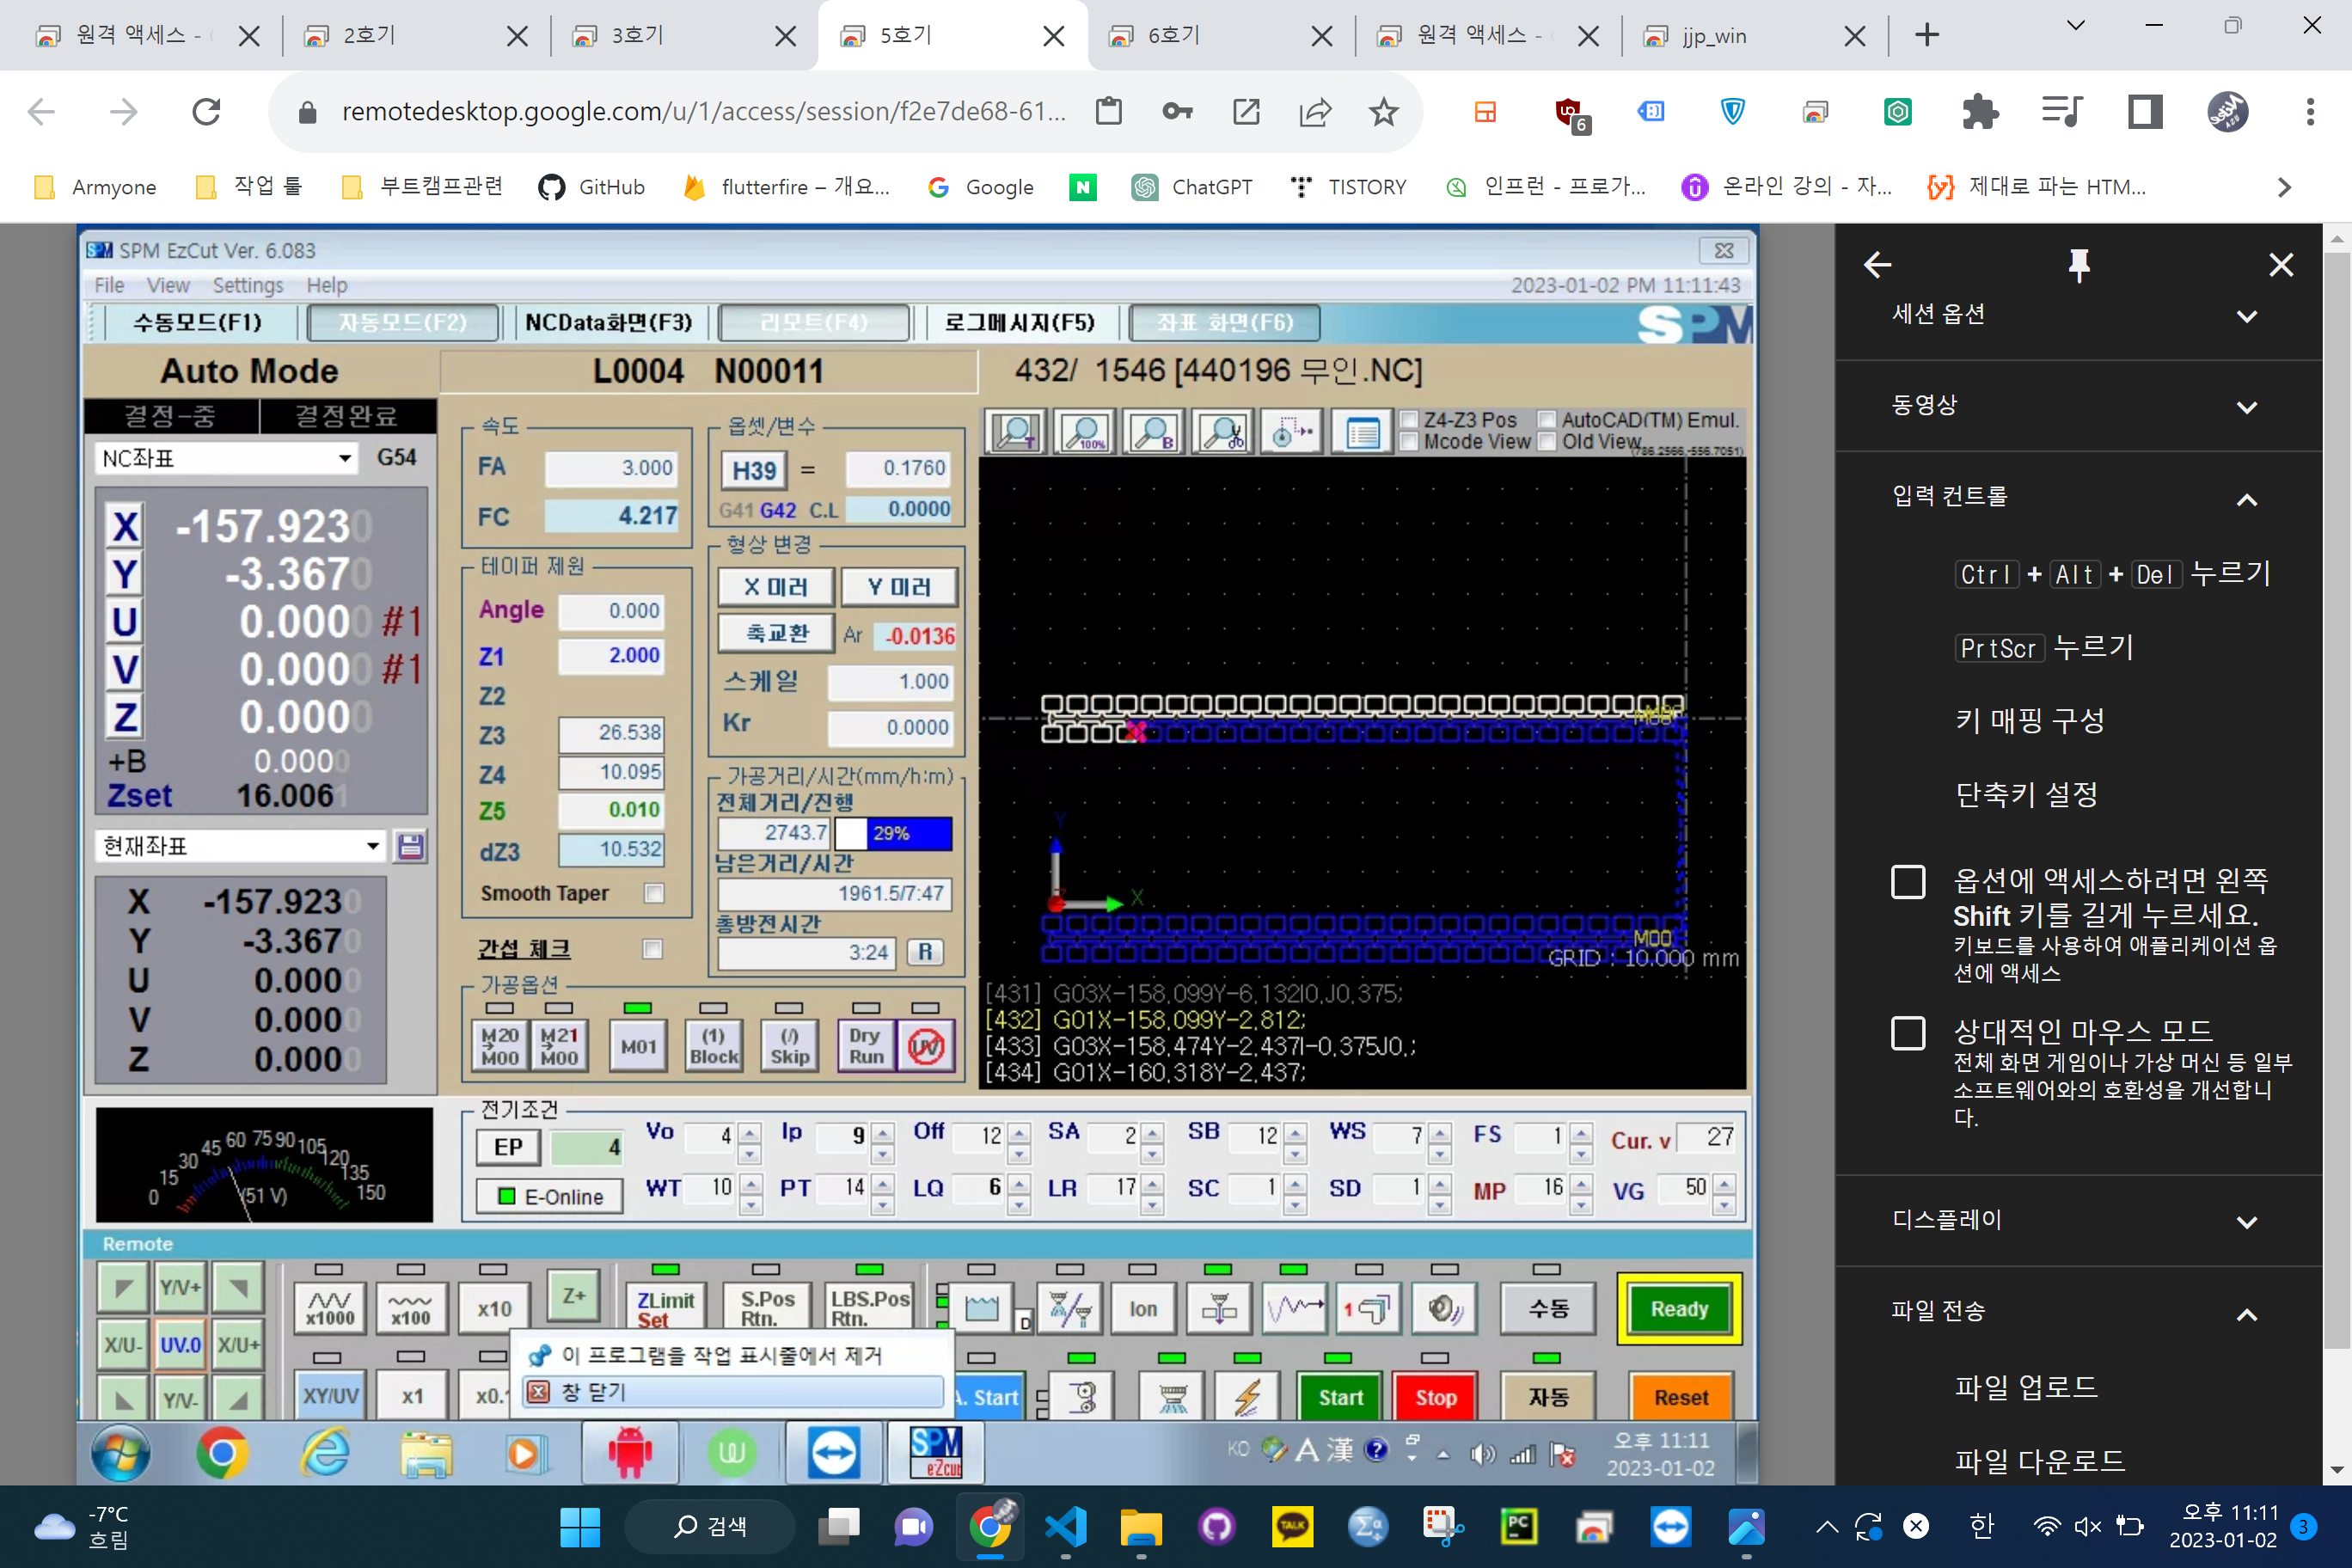 원격 액세스 -
2호기
3호기
5호기
6호기
원격 액세스 -
jjp_win
remotedesktop.google.com/u/1/access/session/f2e7de68-61...
6
Armyone
작업 툴
부트캠프관련
GitHub
flutterfire – 개요...
Google
N
ChatGPT
TISTORY
인프런 - 프로가...
온라인 강의 - 자...
제대로 파는 HTM...
SPM EzCut Ver. 6.083
File View Settings Help
2023-01-02 PM 11:11:43
수동모드(F1)
자동모드(F2)
NCData화면(F3)
리모트(F4)
로그메시지(F5)
좌표 화면(F6)
SPM
Auto Mode
L0004 N00011
432/ 1546 [440196 무인.NC]
결정-중
결정완료
NC좌표
G54
X -157.9230
Y -3.3670
U 0.0000 #1
V 0.0000 #1
Z 0.0000
+B 0.0000
Zset 16.0061
현재좌표
X -157.9230
Y -3.3670
U 0.0000
V 0.0000
Z 0.0000
속도
FA 3.000
FC 4.217
테이퍼 제원
Angle 0.000
Z1 2.000
Z2
Z3 26.538
Z4 10.095
Z5 0.010
dZ3 10.532
Smooth Taper
간섭 체크
옵셋/변수
H39 = 0.1760
G41 G42 C.L 0.0000
형상 변경
X 미러
Y 미러
축교환
Ar -0.0136
스케일 1.000
Kr 0.0000
가공거리/시간(mm/h:m)
전체거리/진행
2743.7 29%
남은거리/시간
1961.5/7:47
총방전시간
3:24 R
가공옵션
M20 M00
M21 M00
M01
(1) Block
(/) Skip
Dry Run
UV
T
100%
B
Z4-Z3 Pos
AutoCAD(TM) Emul.
Mcode View
Old View
(786.2566,-556.7051)
Y
X
M00
GRID : 10.000 mm
[431] G03X-158.099Y-6.132I0.J0.375;
[432] G01X-158.099Y-2.812;
[433] G03X-158.474Y-2.437I-0.375J0.;
[434] G01X-160.318Y-2.437;
0 15 30 45 60 75 90 105 120 135 150
(51 V)
전기조건
EP 4
E-Online
Vo 4 Ip 9 Off 12 SA 2 SB 12 WS 7 FS 1 Cur. v 27
WT 10 PT 14 LQ 6 LR 17 SC 1 SD 1 MP 16 VG 50
Remote
Y/V+
X/U-
UV.0
X/U+
Y/V-
x1000
x100
x10
Z+
ZLimit Set
S.Pos Rtn.
LBS.Pos Rtn.
D
Ion
1
수동
Ready
XY/UV
x1
x0.
이 프로그램을 작업 표시줄에서 제거
창 닫기
A. Start
Start
Stop
자동
Reset
SPM
eZcut
KO
A 漢
오후 11:11
2023-01-02
세션 옵션
동영상
입력 컨트롤
Ctrl + Alt + Del 누르기
PrtScr 누르기
키 매핑 구성
단축키 설정
옵션에 액세스하려면 왼쪽
Shift 키를 길게 누르세요.
키보드를 사용하여 애플리케이션 옵
션에 액세스
상대적인 마우스 모드
전체 화면 게임이나 가상 머신 등 일부
소프트웨어와의 호환성을 개선합니
다.
디스플레이
파일 전송
파일 업로드
파일 다운로드
-7°C
흐림
검색
TALK
PC
한
오후 11:11
2023-01-02
3